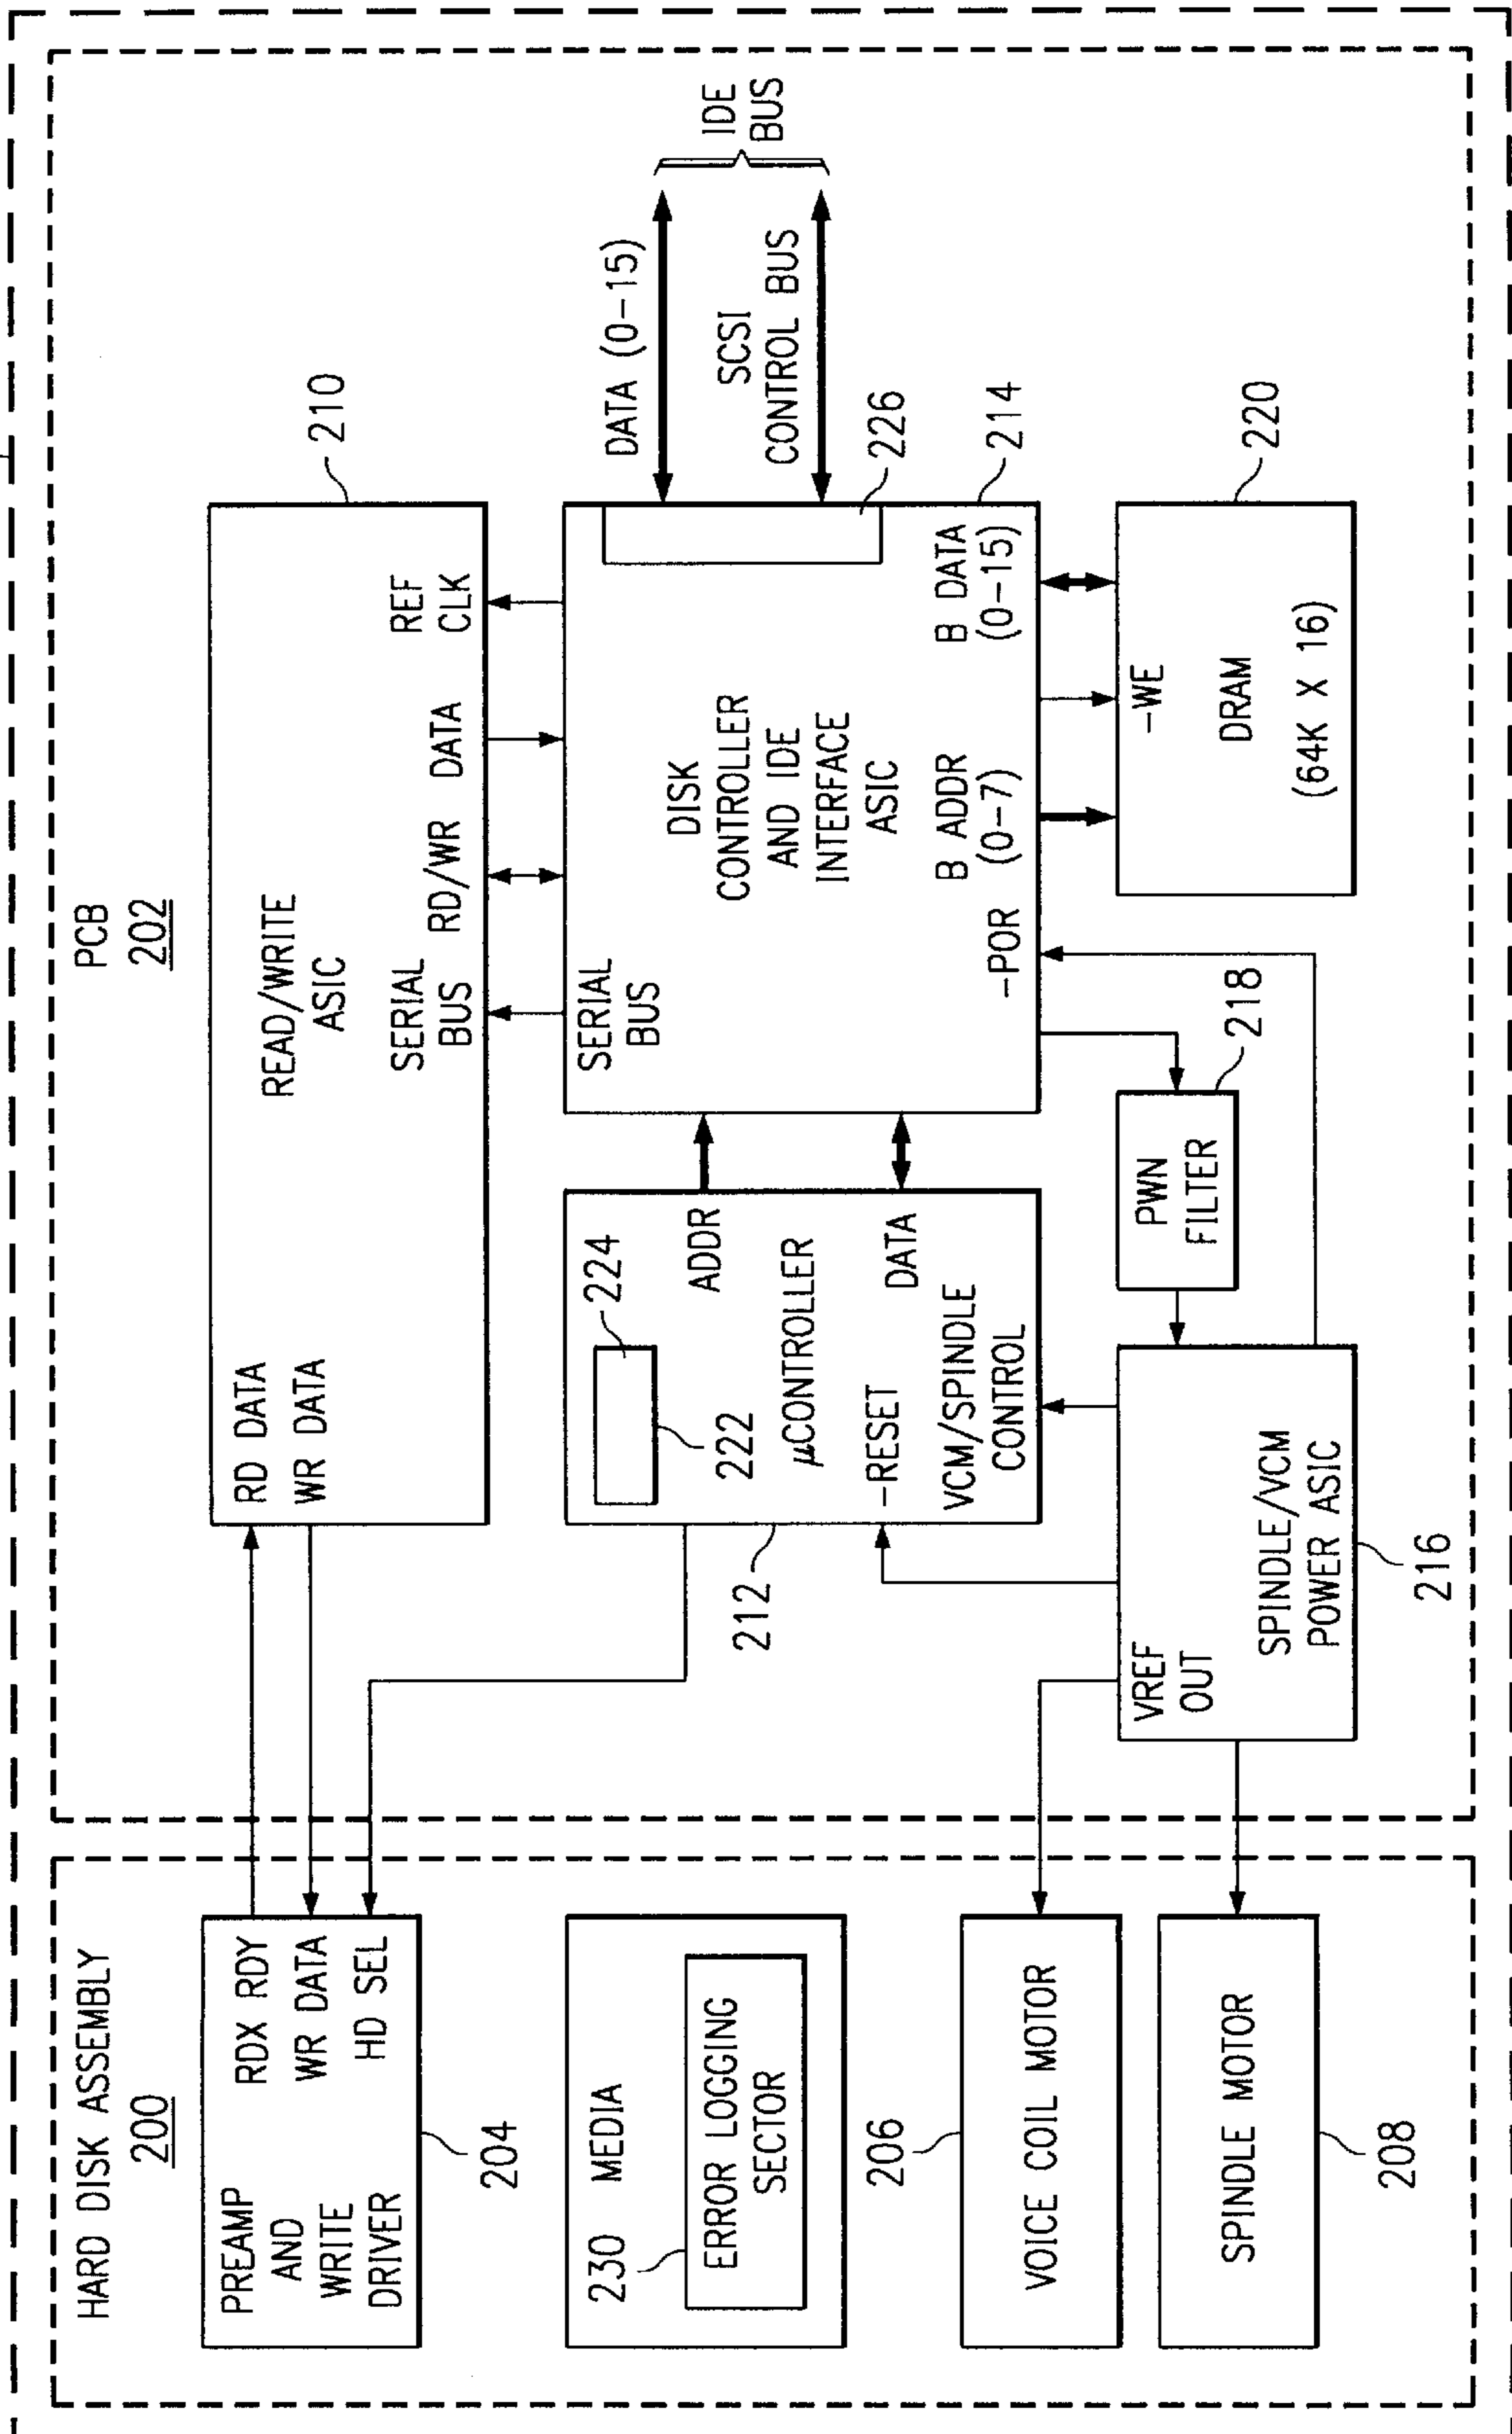 HARD DISK ASSEMBLY
200
PREAMP
AND
WRITE
DRIVER
RDX RDY
WR DATA
HD SEL
204
230
MEDIA
ERROR LOGGING
SECTOR
206
VOICE COIL MOTOR
SPINDLE MOTOR
208
PCB
202
READ/WRITE
ASIC
RD DATA
WR DATA
SERIAL
BUS
RD/WR DATA
REF
CLK
210
224
222
ADDR
μCONTROLLER
DATA
-RESET
VCM/SPINDLE
CONTROL
212
SERIAL
BUS
DISK
CONTROLLER
AND IDE
INTERFACE
ASIC
-POR
B ADDR
(0-7)
B DATA
(0-15)
226
214
DATA (0-15)
SCSI
CONTROL BUS
IDE
BUS
VREF
OUT
SPINDLE/VCM
POWER ASIC
216
PWN
FILTER
218
-WE
DRAM
(64K X 16)
220